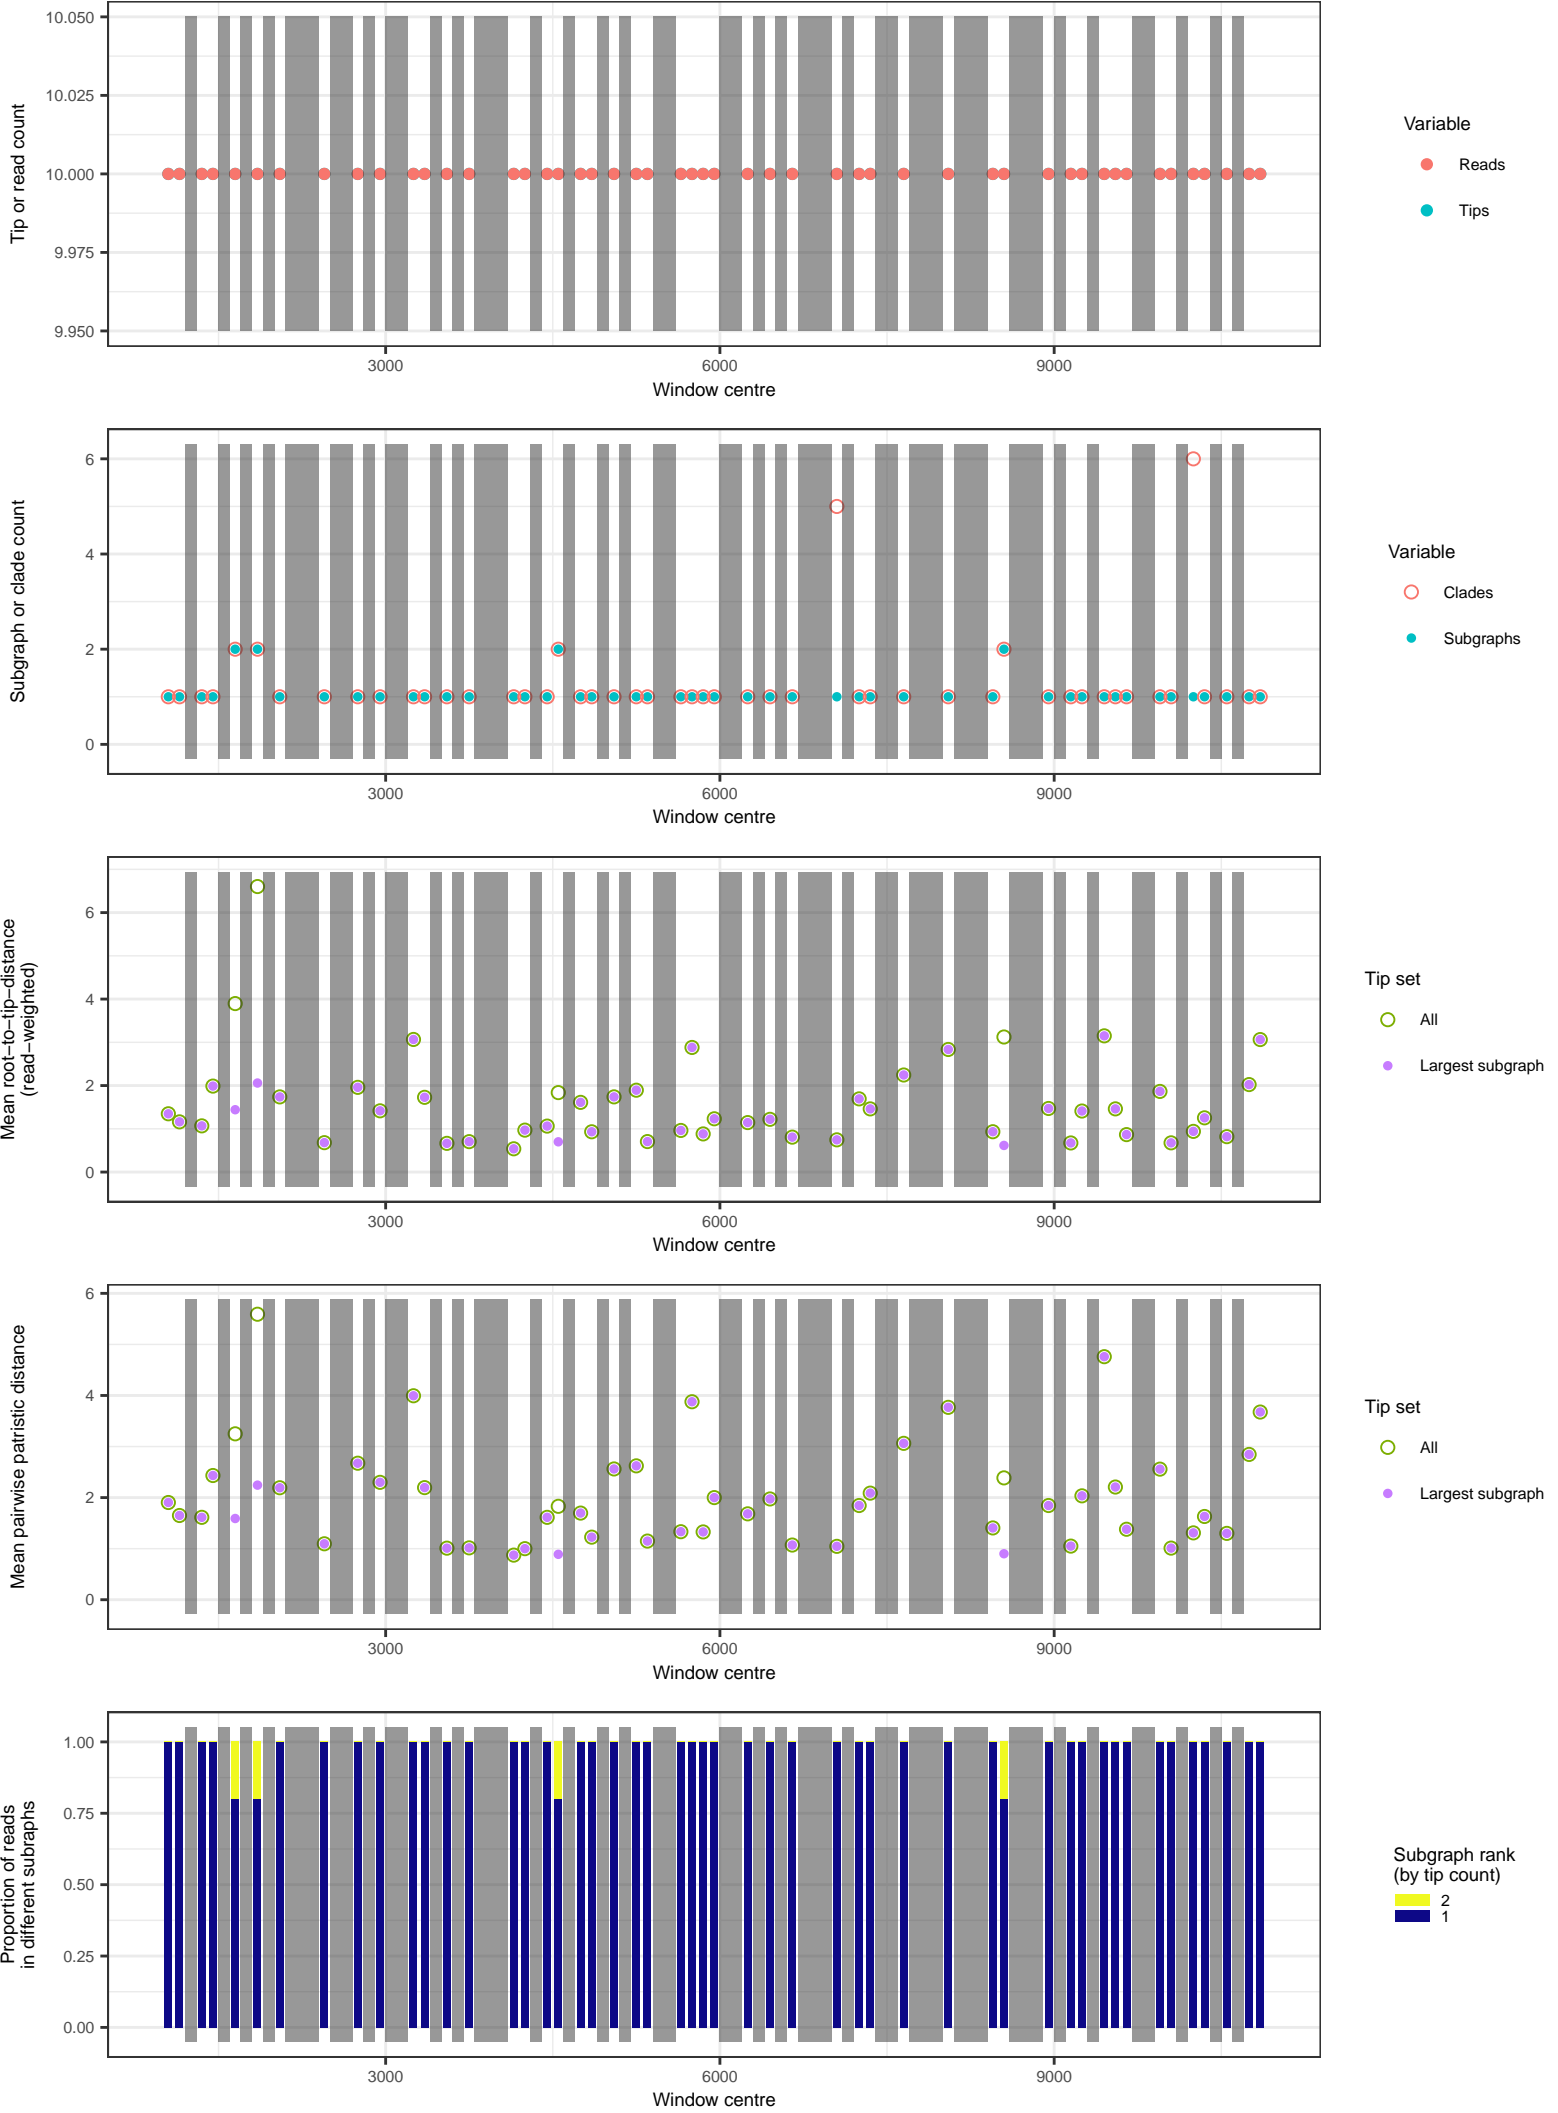 Tip or read count
10.050
10.025
10.000
9.975
9.950
3000
6000
9000
Window centre
Variable
Reads
Tips
Subgraph or clade count
6
4
2
0
3000
6000
9000
Window centre
Variable
Clades
Subgraphs
Mean root−to−tip−distance
(read−weighted)
6
4
2
0
3000
6000
9000
Window centre
Tip set
All
Largest subgraph
Mean pairwise patristic distance
6
4
2
0
3000
6000
9000
Window centre
Tip set
All
Largest subgraph
Proportion of reads
in different subraphs
1.00
0.75
0.50
0.25
0.00
3000
6000
9000
Window centre
Subgraph rank
(by tip count)
2
1